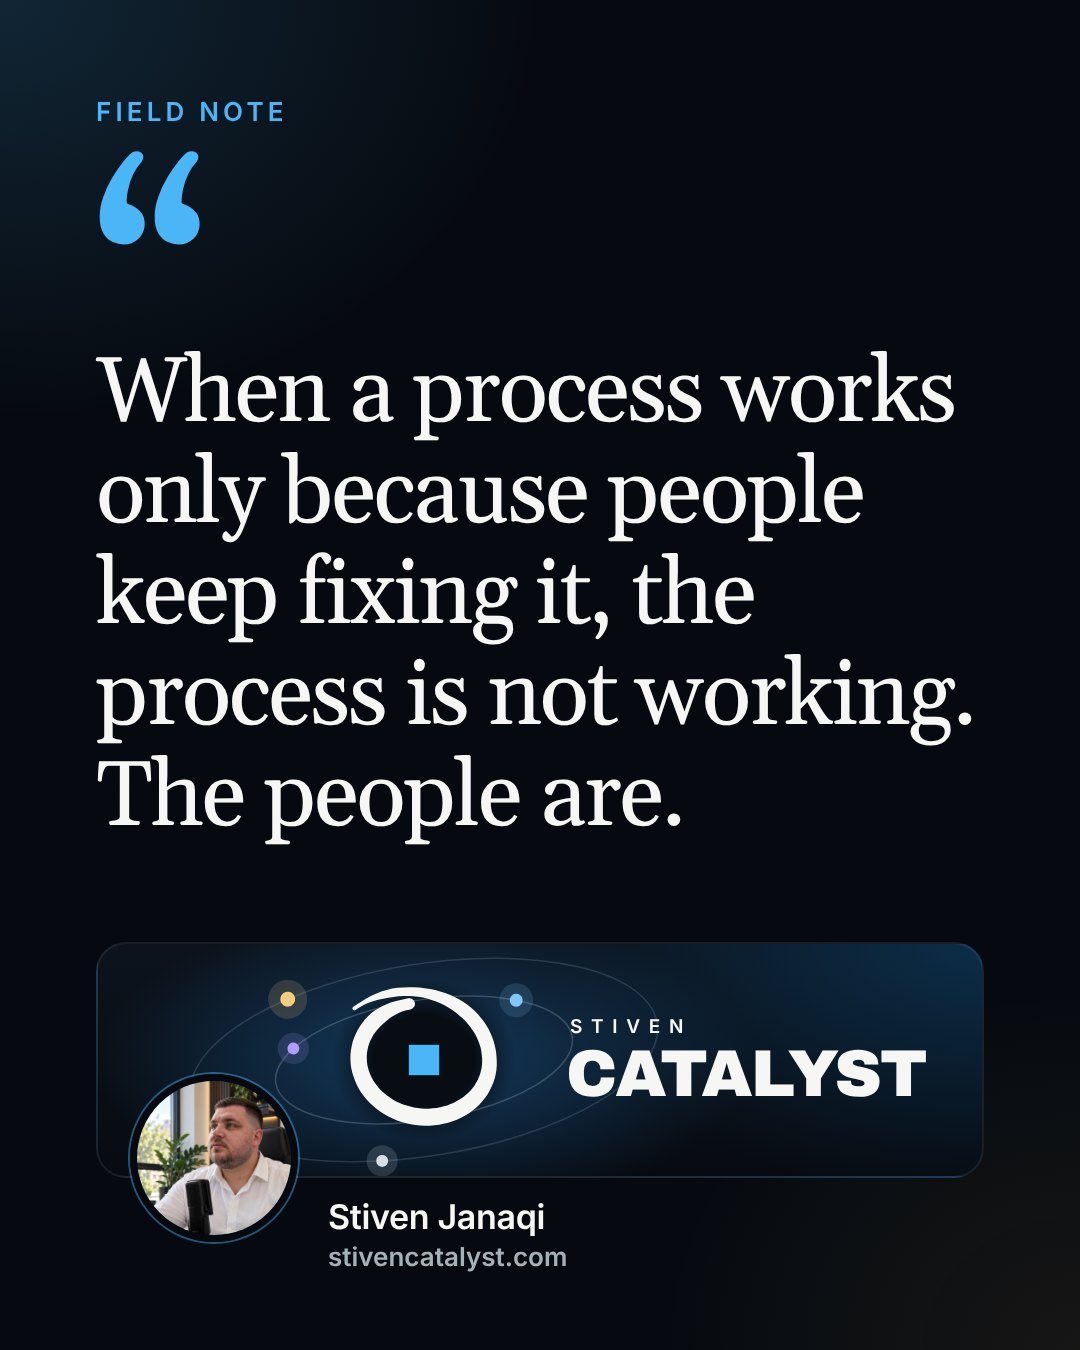 FIELD NOTE
“
When a process works
only because people
keep fixing it, the
process is not working.
The people are.
STIVEN
CATALYST
Stiven Janaqi
stivencatalyst.com